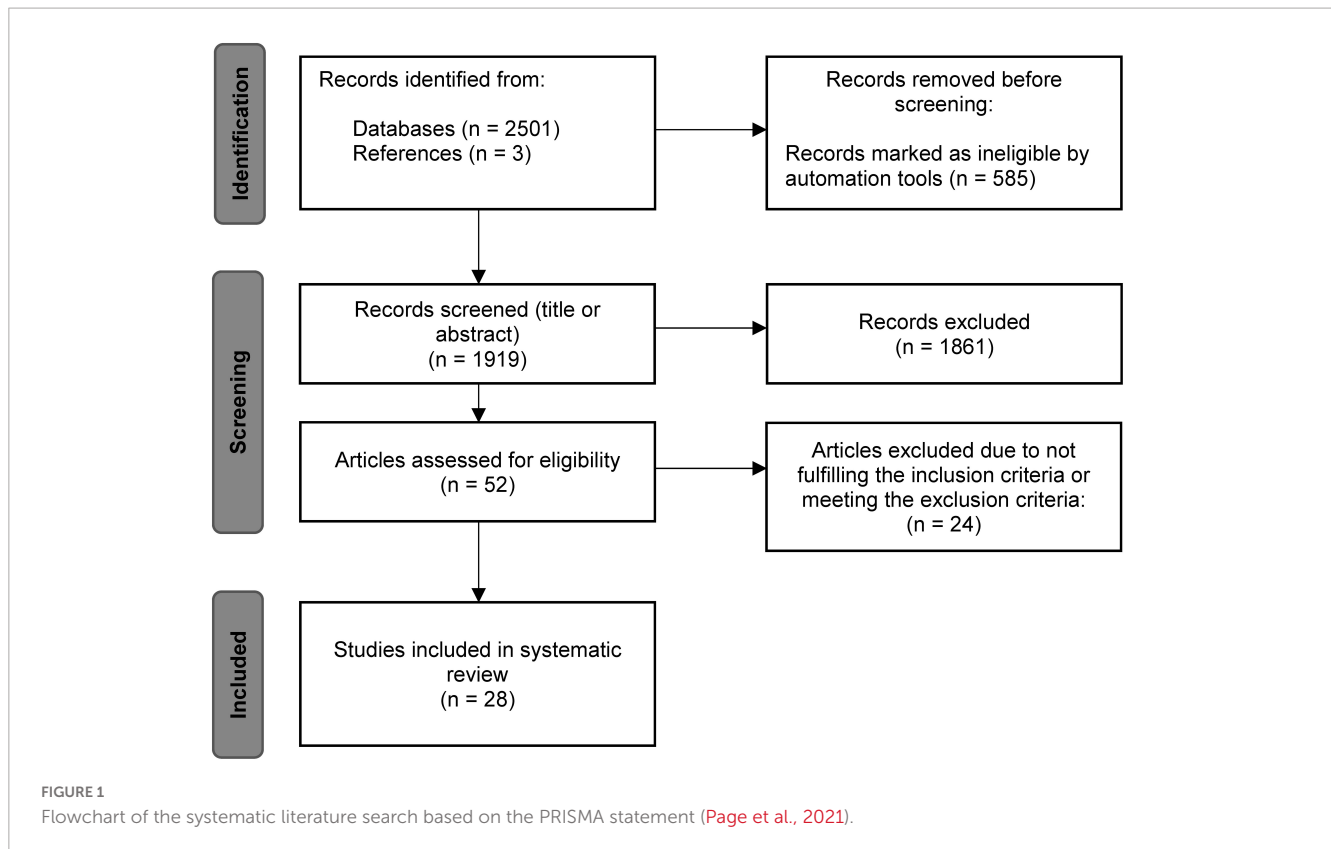 Identification
Records identified from:
Databases (n = 2501)
References (n = 3)
Records removed before
screening:
Records marked as ineligible by
automation tools (n = 585)
Screening
Records screened (title or
abstract)
(n = 1919)
Records excluded
(n = 1861)
Articles assessed for eligibility
(n = 52)
Articles excluded due to not
fulfilling the inclusion criteria or
meeting the exclusion criteria:
(n = 24)
Included
Studies included in systematic
review
(n = 28)
FIGURE 1
Flowchart of the systematic literature search based on the PRISMA statement (Page et al., 2021).